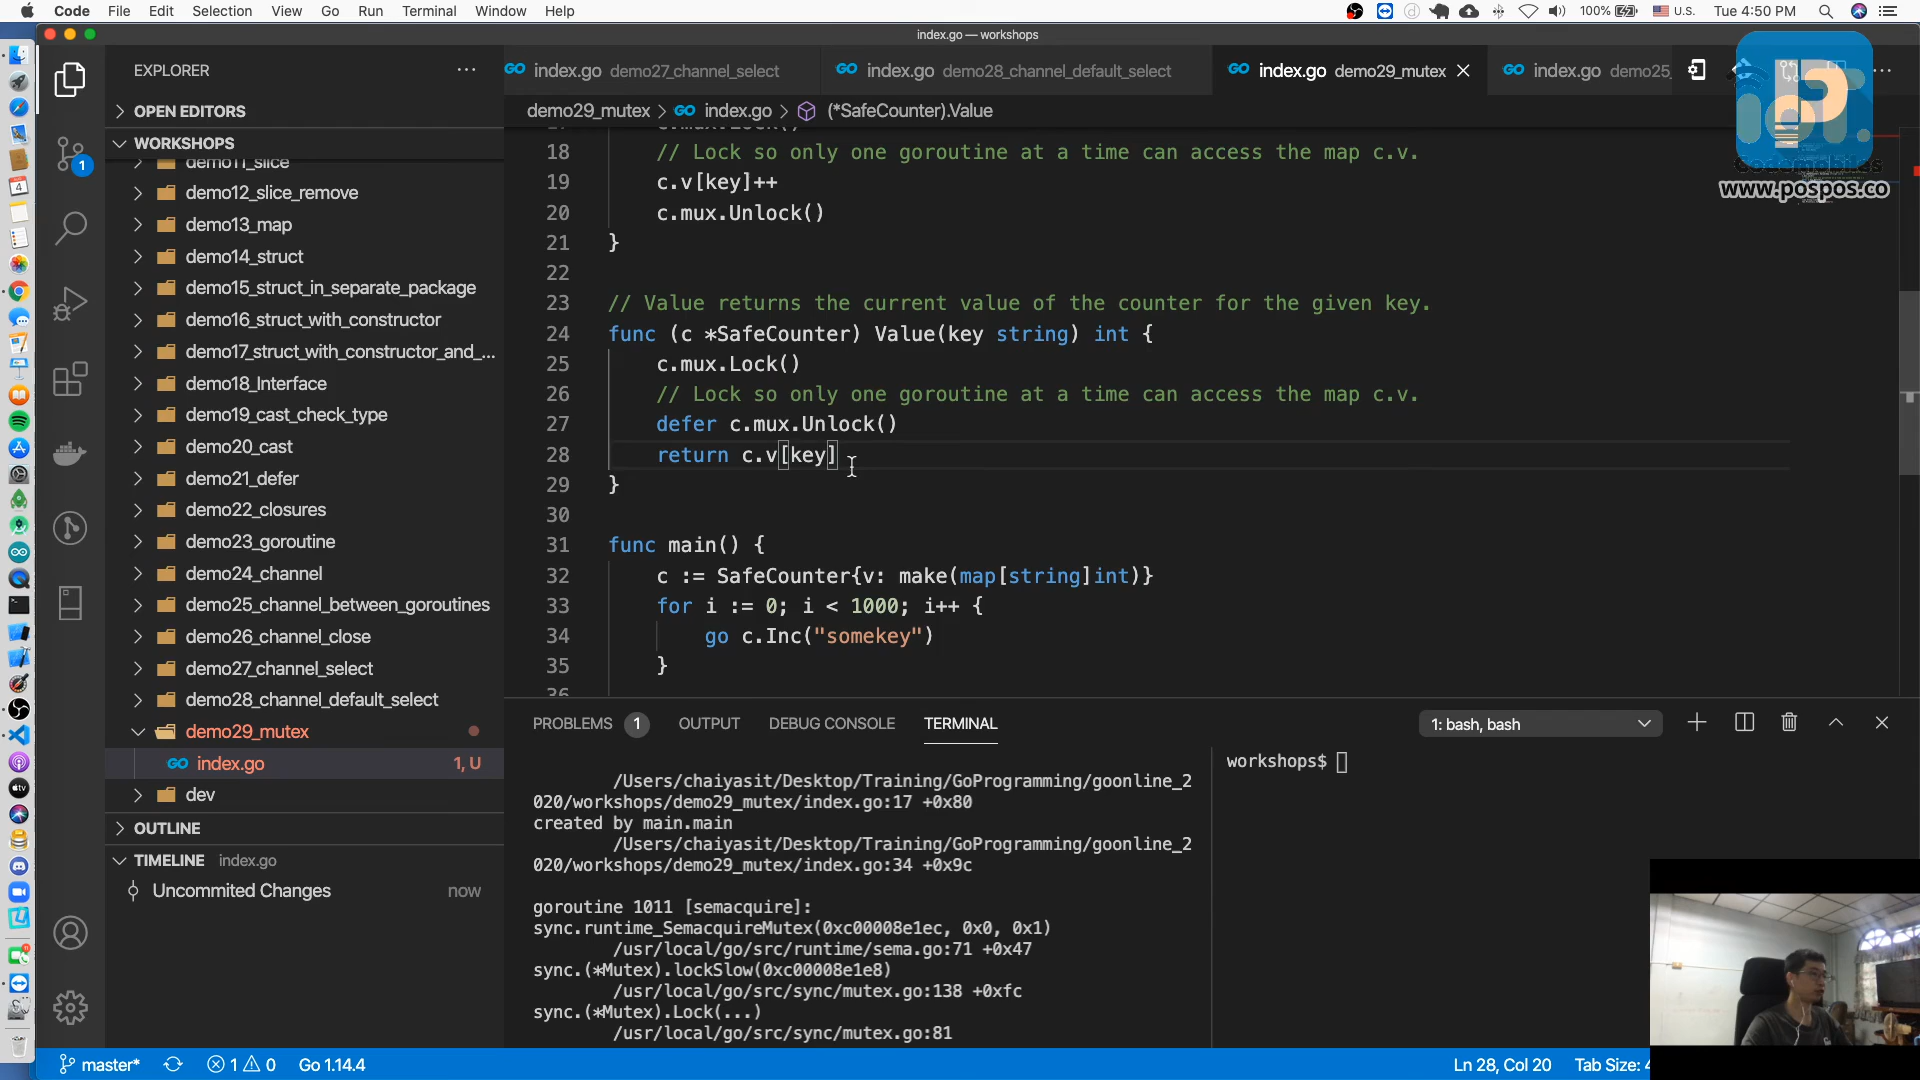 Code File Edit Selection View Go Run Terminal Window Help
100% U.S. Tue 4:50 PM
index.go — workshops
EXPLORER
index.go demo27_channel_select
index.go demo28_channel_default_select
index.go demo29_mutex
index.go demo25_
OPEN EDITORS
demo29_mutex > index.go > (*SafeCounter).Value
WORKSHOPS
demo11_slice
demo12_slice_remove
demo13_map
demo14_struct
demo15_struct_in_separate_package
demo16_struct_with_constructor
demo17_struct_with_constructor_and_...
demo18_Interface
demo19_cast_check_type
demo20_cast
demo21_defer
demo22_closures
demo23_goroutine
demo24_channel
demo25_channel_between_goroutines
demo26_channel_close
demo27_channel_select
demo28_channel_default_select
demo29_mutex
index.go 1, U
dev
OUTLINE
TIMELINE index.go
Uncommited Changes now
1
4
17 c.mux.Lock()
18 // Lock so only one goroutine at a time can access the map c.v.
19 c.v[key]++
20 c.mux.Unlock()
21 }
22
23 // Value returns the current value of the counter for the given key.
24 func (c *SafeCounter) Value(key string) int {
25 c.mux.Lock()
26 // Lock so only one goroutine at a time can access the map c.v.
27 defer c.mux.Unlock()
28 return c.v[key]
29 }
30
31 func main() {
32 c := SafeCounter{v: make(map[string]int)}
33 for i := 0; i < 1000; i++ {
34 go c.Inc("somekey")
35 }
36
Codemobiles
www.pospos.co
PROBLEMS 1 OUTPUT DEBUG CONSOLE TERMINAL
1: bash, bash
/Users/chaiyasit/Desktop/Training/GoProgramming/goonline_2
020/workshops/demo29_mutex/index.go:17 +0x80
created by main.main
/Users/chaiyasit/Desktop/Training/GoProgramming/goonline_2
020/workshops/demo29_mutex/index.go:34 +0x9c
goroutine 1011 [semacquire]:
sync.runtime_SemacquireMutex(0xc00008e1ec, 0x0, 0x1)
/usr/local/go/src/runtime/sema.go:71 +0x47
sync.(*Mutex).lockSlow(0xc00008e1e8)
/usr/local/go/src/sync/mutex.go:138 +0xfc
sync.(*Mutex).Lock(...)
/usr/local/go/src/sync/mutex.go:81
workshops$
master* 1 0 Go 1.14.4
Ln 28, Col 20 Tab Size: